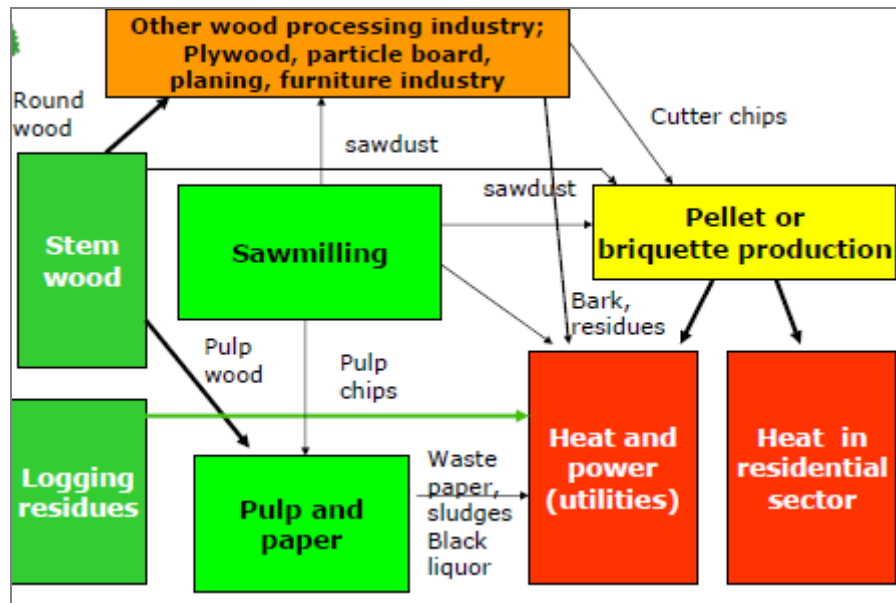 Other wood processing industry;
Plywood, particle board,
planing, furniture industry
Round
wood
Cutter chips
sawdust
sawdust
Stem
wood
Sawmilling
Pellet or
briquette production
Bark,
residues
Pulp
wood
Pulp
chips
Logging
residues
Pulp and
paper
Waste
paper,
sludges
Black
liquor
Heat and
power
(utilities)
Heat in
residential
sector